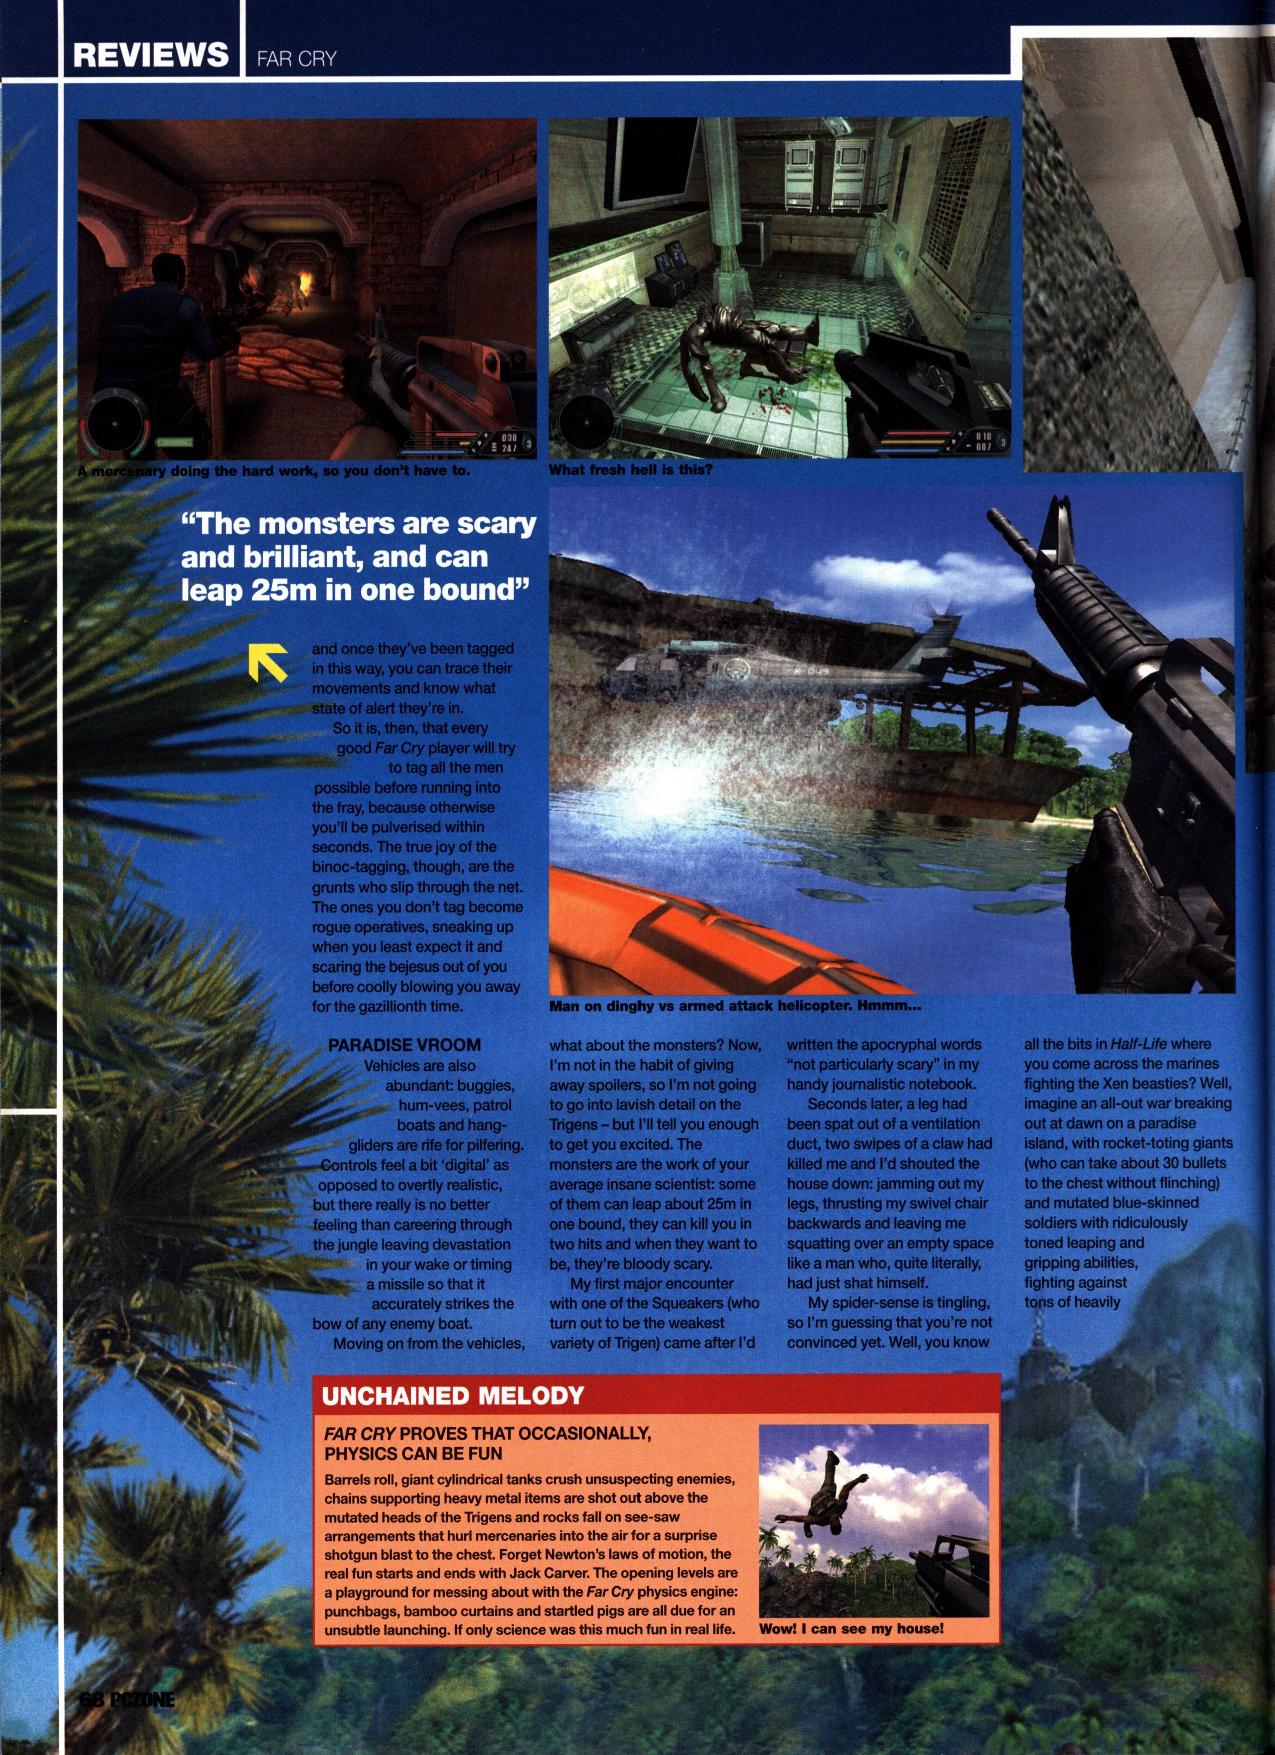 REVIEWS
FAR CRY
A mercenary doing the hard work, so you don't have to.
What fresh hell is this?
“The monsters are scary
and brilliant, and can
leap 25m in one bound”
and once they've been tagged
in this way, you can trace their
movements and know what
state of alert they're in.
So it is, then, that every
good Far Cry player will try
to tag all the men
possible before running into
the fray, because otherwise
you'll be pulverised within
seconds. The true joy of the
binoc-tagging, though, are the
grunts who slip through the net.
The ones you don't tag become
rogue operatives, sneaking up
when you least expect it and
scaring the bejesus out of you
before coolly blowing you away
for the gazillionth time.
Man on dinghy vs armed attack helicopter. Hmmm...
PARADISE VROOM
Vehicles are also
abundant: buggies,
hum-vees, patrol
boats and hang-
gliders are rife for pilfering.
Controls feel a bit ‘digital’ as
opposed to overtly realistic,
but there really is no better
feeling than careering through
the jungle leaving devastation
in your wake or timing
a missile so that it
accurately strikes the
bow of any enemy boat.
Moving on from the vehicles,
what about the monsters? Now,
I'm not in the habit of giving
away spoilers, so I'm not going
to go into lavish detail on the
Trigens – but I'll tell you enough
to get you excited. The
monsters are the work of your
average insane scientist: some
of them can leap about 25m in
one bound, they can kill you in
two hits and when they want to
be, they're bloody scary.
My first major encounter
with one of the Squeakers (who
turn out to be the weakest
variety of Trigen) came after I'd
written the apocryphal words
“not particularly scary” in my
handy journalistic notebook.
Seconds later, a leg had
been spat out of a ventilation
duct, two swipes of a claw had
killed me and I'd shouted the
house down: jamming out my
legs, thrusting my swivel chair
backwards and leaving me
squatting over an empty space
like a man who, quite literally,
had just shat himself.
My spider-sense is tingling,
so I'm guessing that you're not
convinced yet. Well, you know
all the bits in Half-Life where
you come across the marines
fighting the Xen beasties? Well,
imagine an all-out war breaking
out at dawn on a paradise
island, with rocket-toting giants
(who can take about 30 bullets
to the chest without flinching)
and mutated blue-skinned
soldiers with ridiculously
toned leaping and
gripping abilities,
fighting against
tons of heavily
UNCHAINED MELODY
FAR CRY PROVES THAT OCCASIONALLY,
PHYSICS CAN BE FUN
Barrels roll, giant cylindrical tanks crush unsuspecting enemies,
chains supporting heavy metal items are shot out above the
mutated heads of the Trigens and rocks fall on see-saw
arrangements that hurl mercenaries into the air for a surprise
shotgun blast to the chest. Forget Newton's laws of motion, the
real fun starts and ends with Jack Carver. The opening levels are
a playground for messing about with the Far Cry physics engine:
punchbags, bamboo curtains and startled pigs are all due for an
unsubtle launching. If only science was this much fun in real life.
Wow! I can see my house!
68 PCZONE